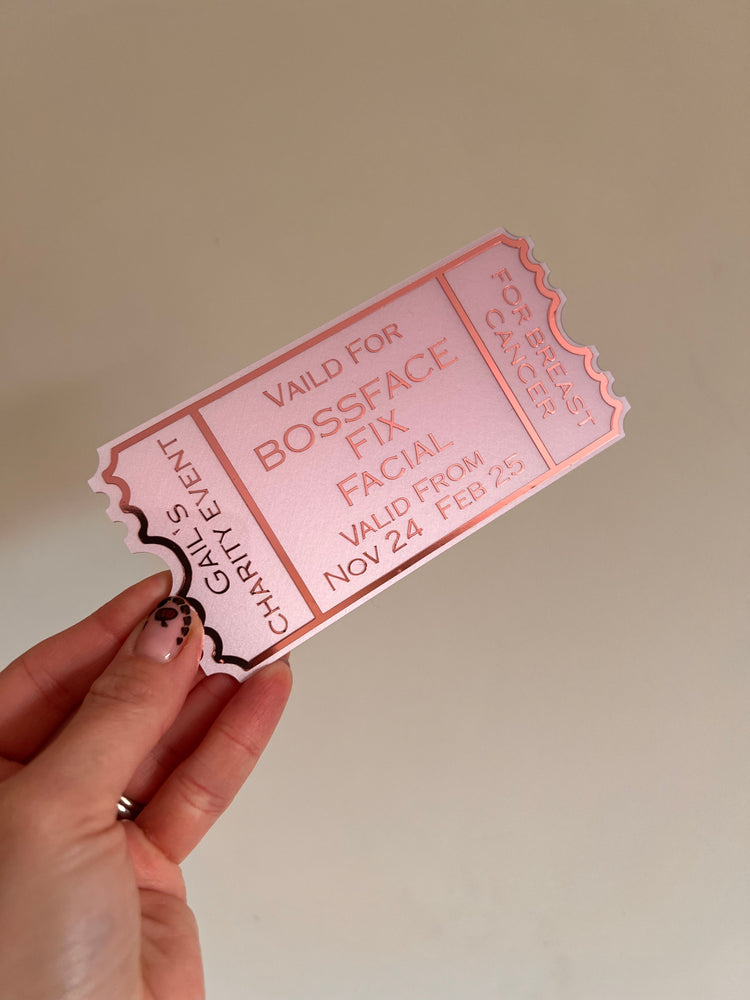 GAIL'S
CHARITY EVENT
VAILD FOR
BOSSFACE
FIX
FACIAL
VALID FROM
NOV 24 FEB 25
FOR BREAST
CANCER